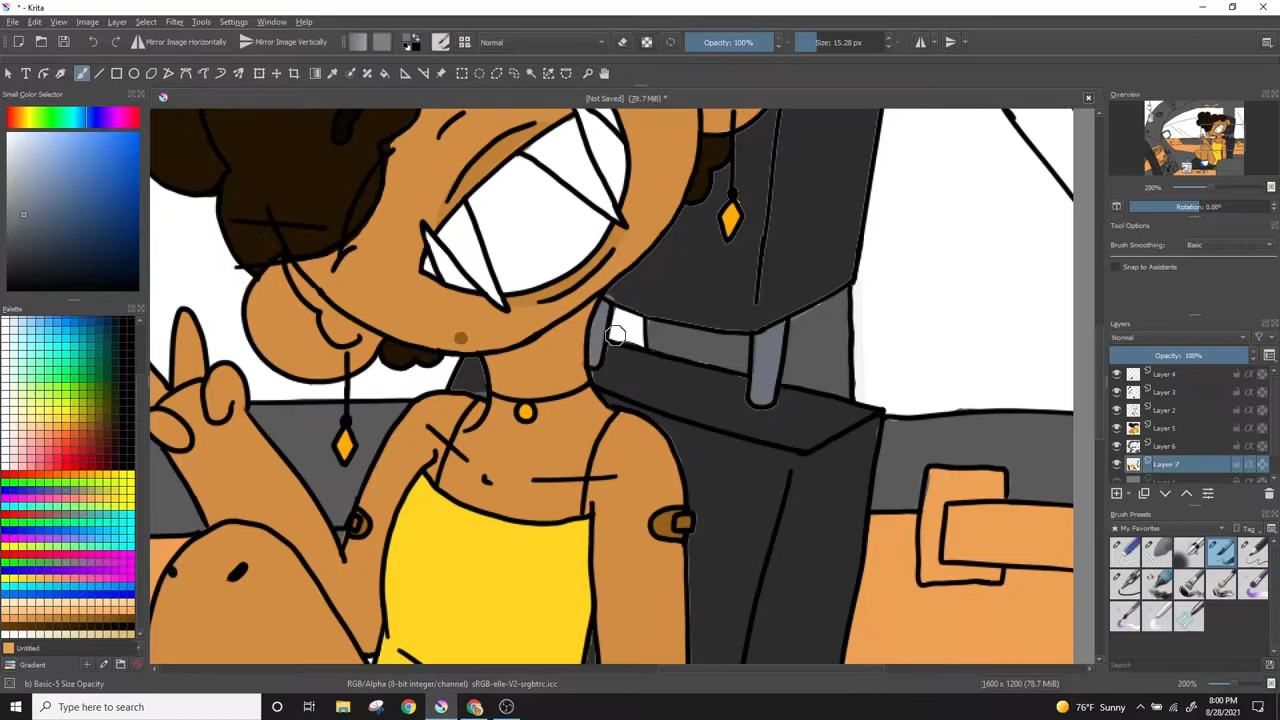 * - Krita
File Edit View Image Layer Select Filter Tools Settings Window Help
Mirror Image Horizontally Mirror Image Vertically Normal Opacity: 100% Size: 15.28 px
Small Color Selector
[Not Saved] (78.7 MiB) *
Overview
200%
Rotation: 0.00°
Tool Options
Brush Smoothing: Basic
Snap to Assistants
Palette
Layers
Normal
Opacity: 100%
Layer 4
Layer 3
Layer 2
Layer 5
Layer 6
Layer 7
Brush Presets
My Favorites Tag
Untitled
Gradient
Search
b) Basic-5 Size Opacity RGB/Alpha (8-bit integer/channel) sRGB-elle-V2-srgbtrc.icc 1600 x 1200 (78.7 MiB) 200%
Type here to search 76°F Sunny 8:00 PM
8/28/2021